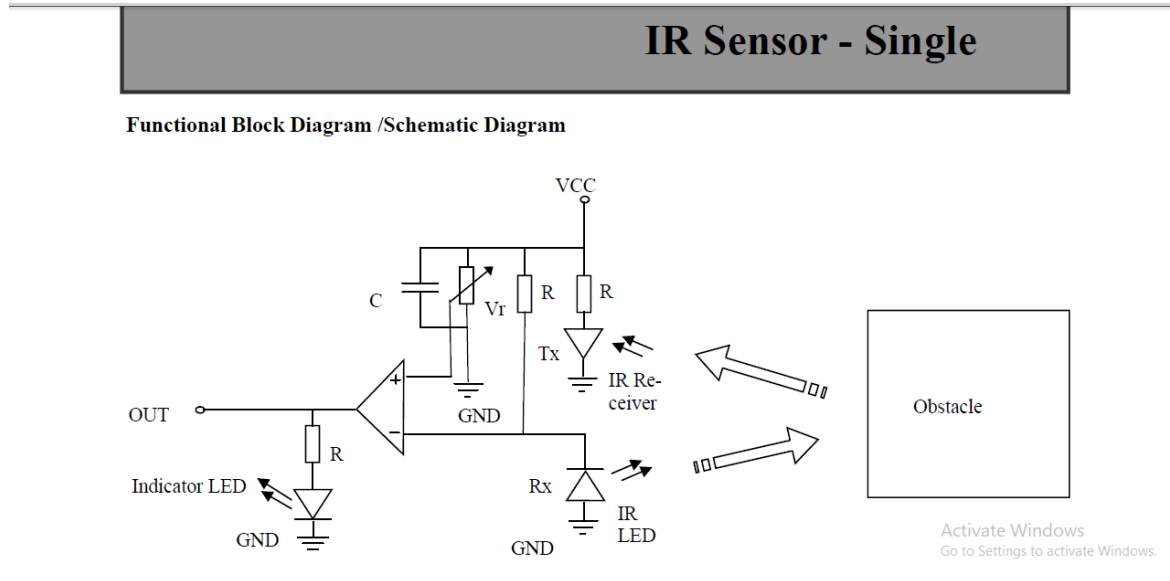 IR Sensor - Single
Functional Block Diagram /Schematic Diagram
VCC
C
Vr
R
R
Tx
IR Re-
ceiver
+
GND
OUT
−
Obstacle
R
Indicator LED
Rx
IR
LED
GND
GND
Activate Windows
Go to Settings to activate Windows.